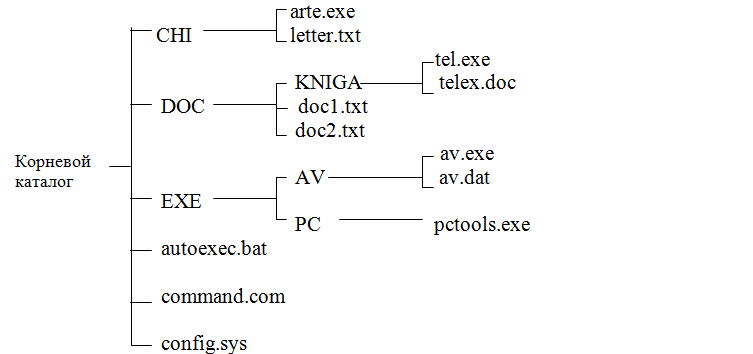 arte.exe
CHI
letter.txt
tel.exe
KNIGA
telex.doc
DOC
doc1.txt
doc2.txt
Корневой
каталог
av.exe
AV
av.dat
EXE
PC
pctools.exe
autoexec.bat
command.com
config.sys